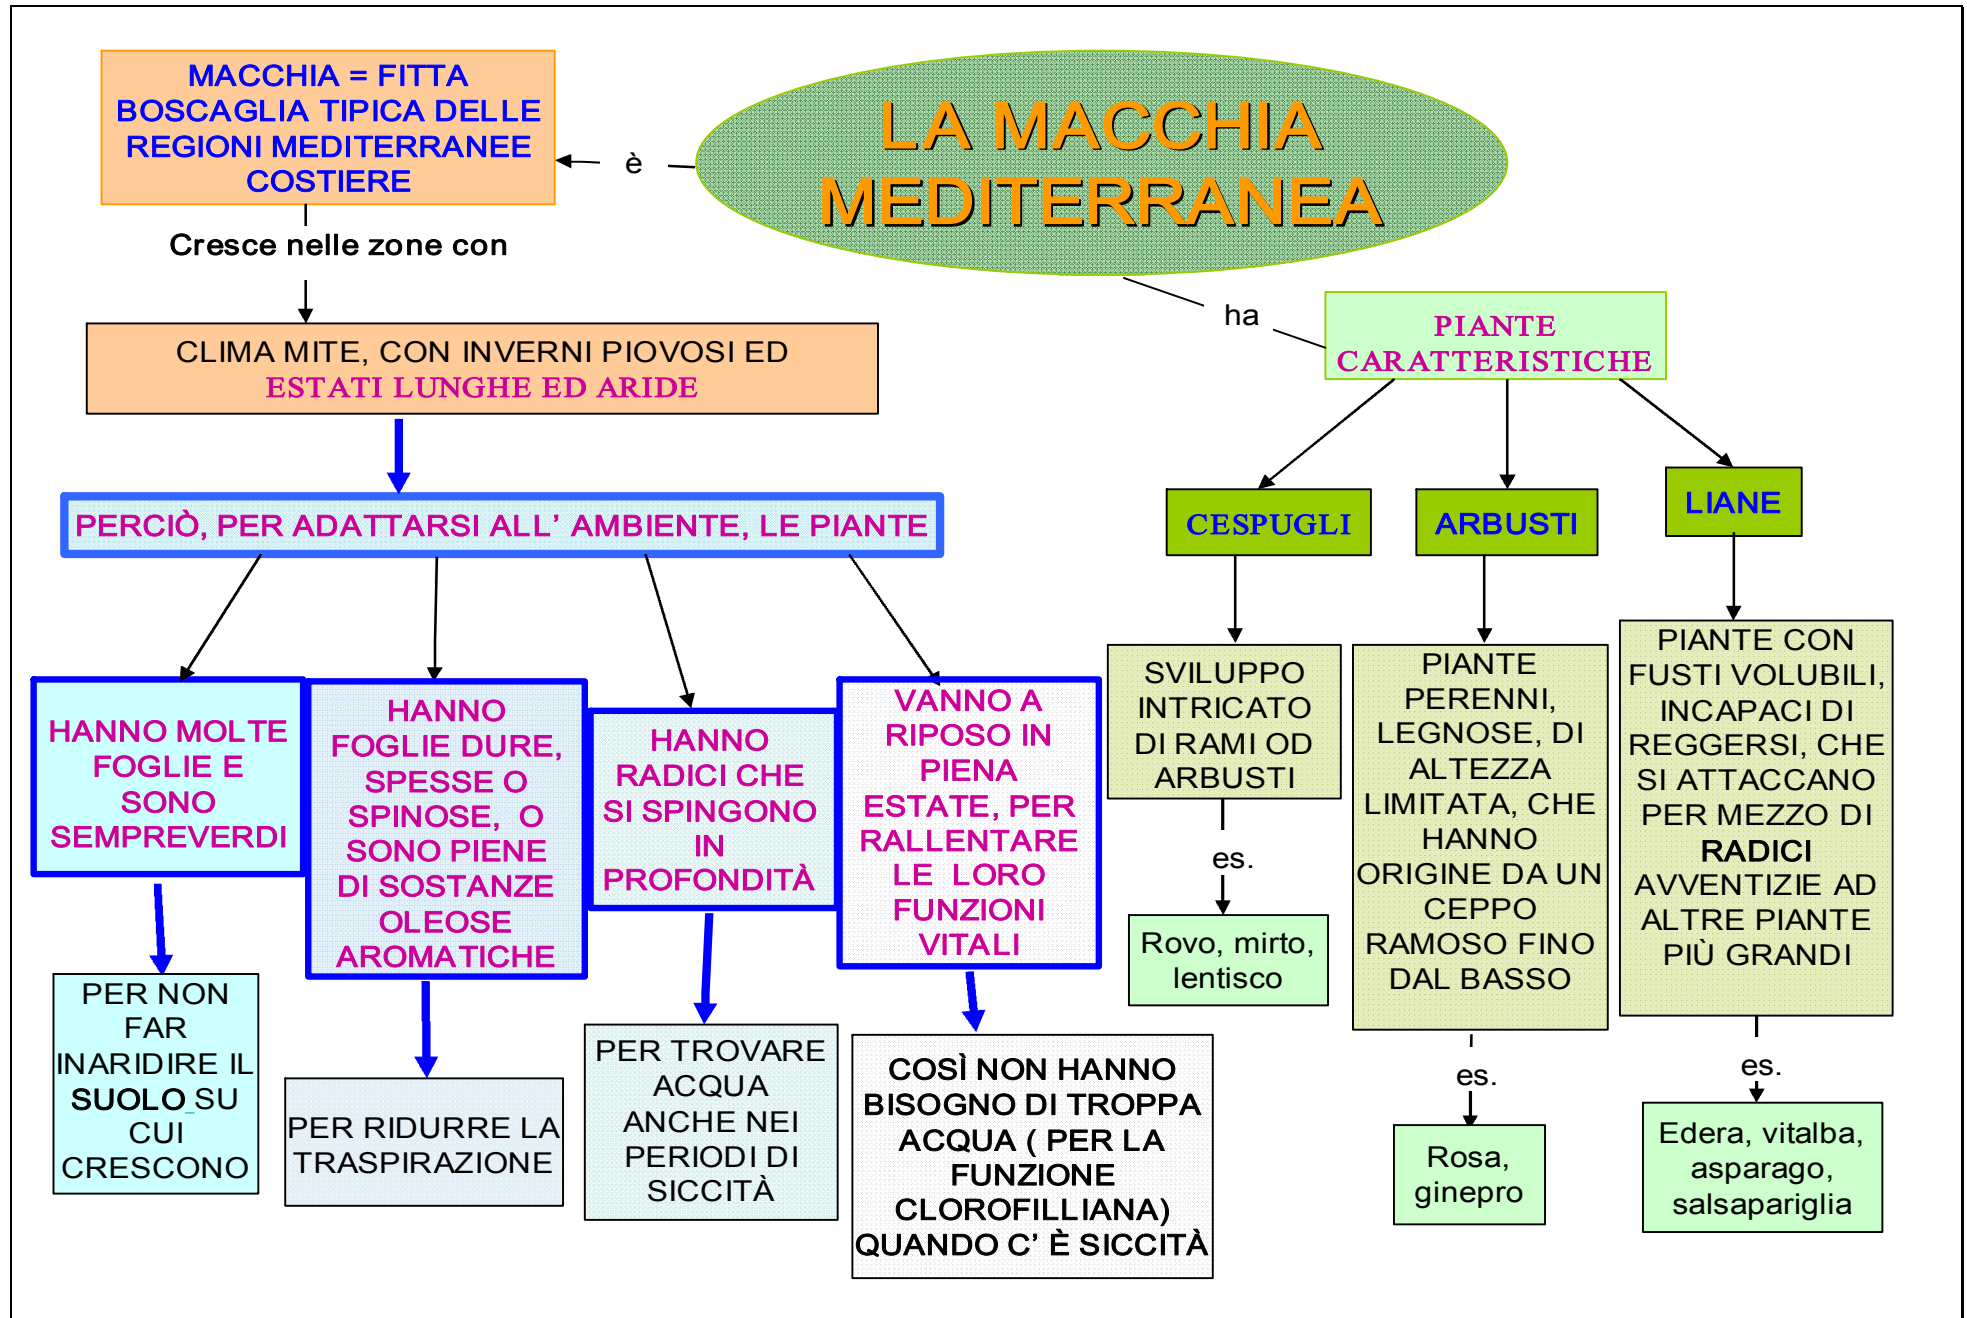 LA MACCHIA
MEDITERRANEA
è
MACCHIA = FITTA
BOSCAGLIA TIPICA DELLE
REGIONI MEDITERRANEE
COSTIERE
Cresce nelle zone con
CLIMA MITE, CON INVERNI PIOVOSI ED
ESTATI LUNGHE ED ARIDE
PERCIÒ, PER ADATTARSI ALL’ AMBIENTE, LE PIANTE
HANNO MOLTE
FOGLIE E
SONO
SEMPREVERDI
PER NON
FAR
INARIDIRE IL
SUOLO SU
CUI
CRESCONO
HANNO
FOGLIE DURE,
SPESSE O
SPINOSE, O
SONO PIENE
DI SOSTANZE
OLEOSE
AROMATICHE
PER RIDURRE LA
TRASPIRAZIONE
HANNO
RADICI CHE
SI SPINGONO
IN
PROFONDITÀ
PER TROVARE
ACQUA
ANCHE NEI
PERIODI DI
SICCITÀ
VANNO A
RIPOSO IN
PIENA
ESTATE, PER
RALLENTARE
LE LORO
FUNZIONI
VITALI
COSÌ NON HANNO
BISOGNO DI TROPPA
ACQUA ( PER LA
FUNZIONE
CLOROFILLIANA)
QUANDO C’ È SICCITÀ
ha
PIANTE
CARATTERISTICHE
CESPUGLI
SVILUPPO
INTRICATO
DI RAMI OD
ARBUSTI
es.
Rovo, mirto,
lentisco
ARBUSTI
PIANTE
PERENNI,
LEGNOSE, DI
ALTEZZA
LIMITATA, CHE
HANNO
ORIGINE DA UN
CEPPO
RAMOSO FINO
DAL BASSO
es.
Rosa,
ginepro
LIANE
PIANTE CON
FUSTI VOLUBILI,
INCAPACI DI
REGGERSI, CHE
SI ATTACCANO
PER MEZZO DI
RADICI
AVVENTIZIE AD
ALTRE PIANTE
PIÙ GRANDI
es.
Edera, vitalba,
asparago,
salsapariglia